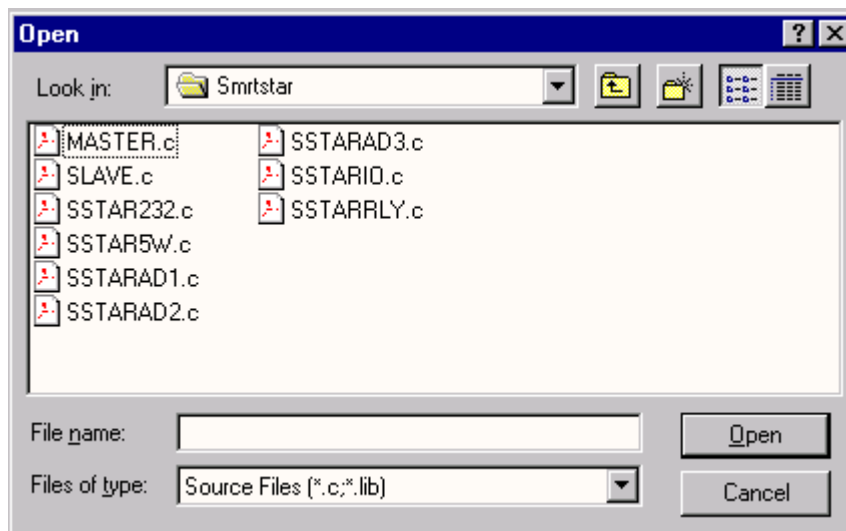 Open
Look in: Smrtstar
MASTER.c
SLAVE.c
SSTAR232.c
SSTAR5W.c
SSTARAD1.c
SSTARAD2.c
SSTARAD3.c
SSTARIO.c
SSTARRLY.c
File name: Open
Files of type: Source Files (*.c;*.lib) Cancel